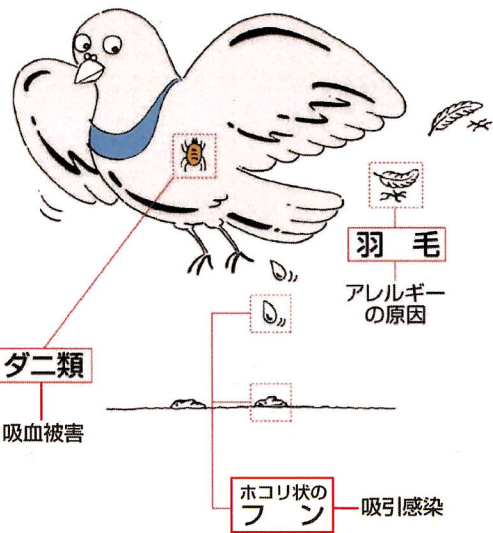 羽毛
アレルギー
の原因
ダニ類
吸血被害
ホコリ状の
フン
吸引感染